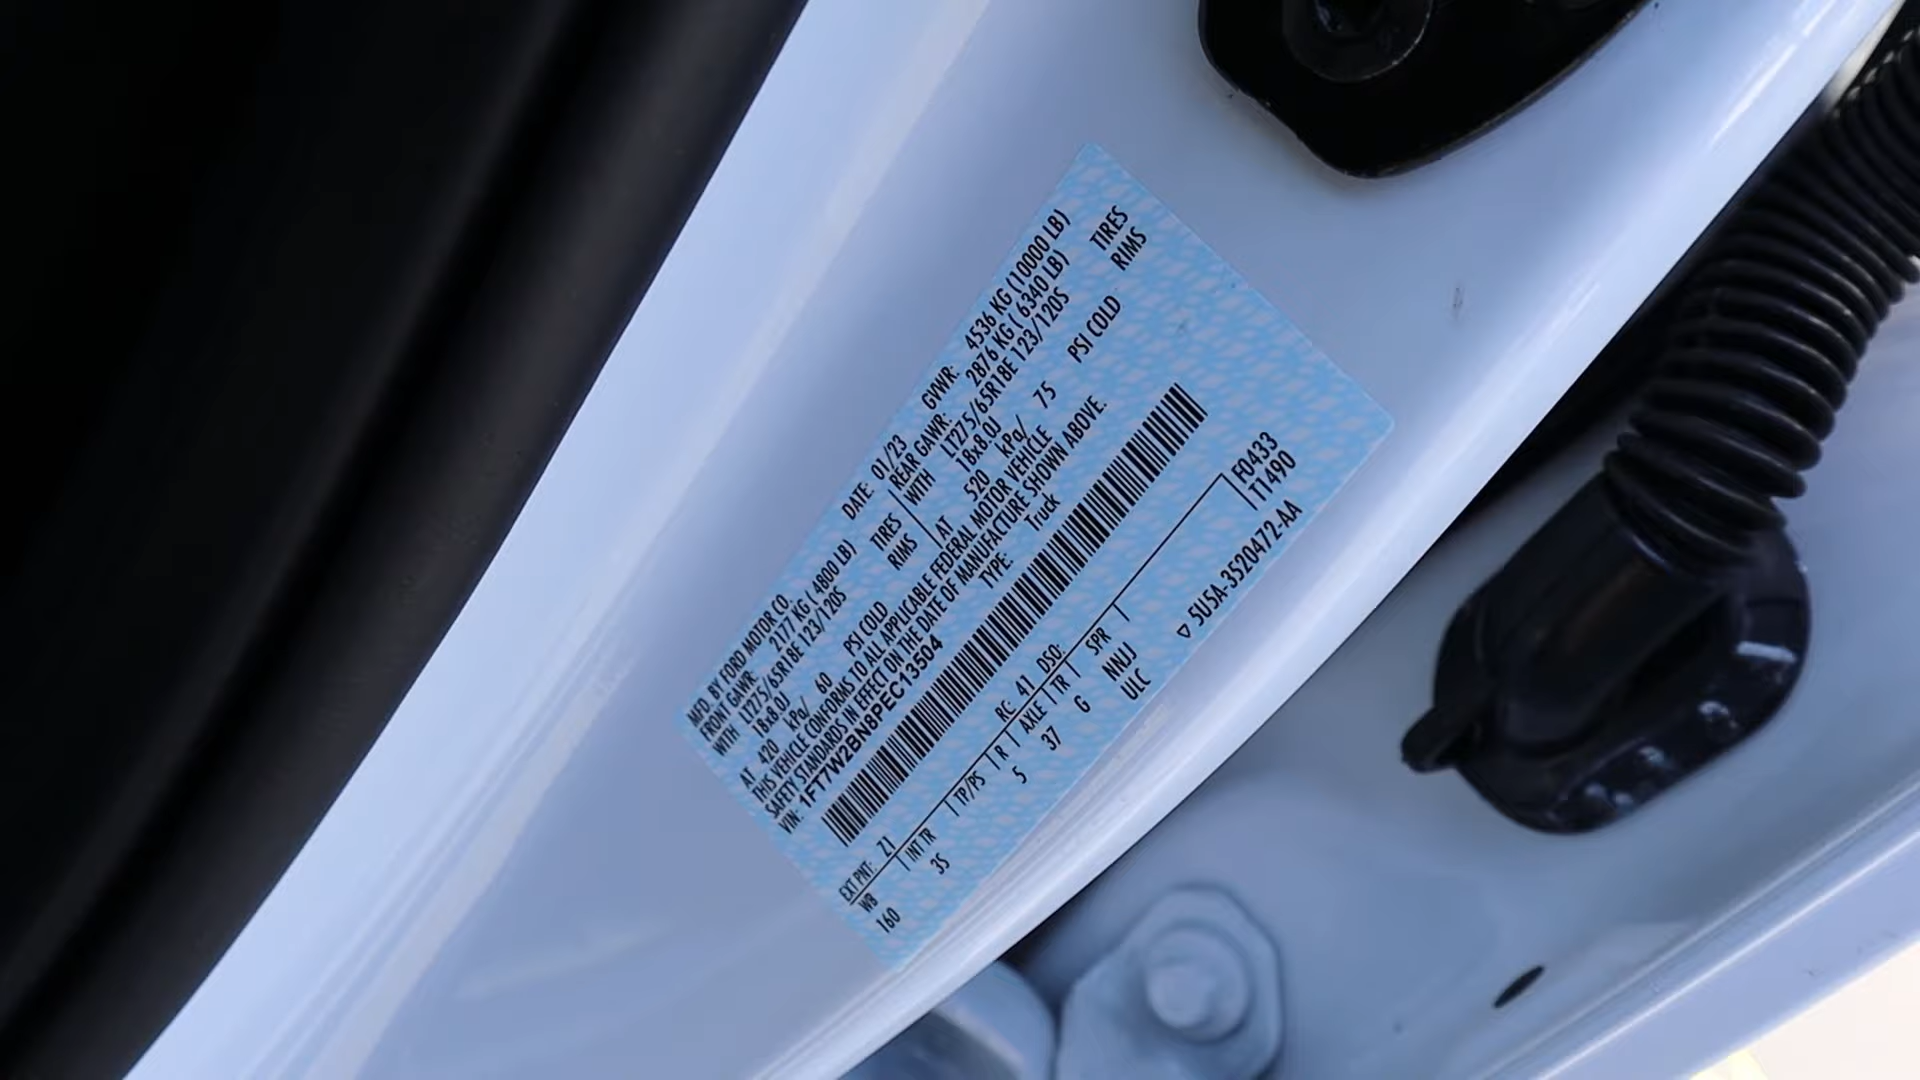 MFD. BY FORD MOTOR CO. DATE: 01/23 GVWR: 4536 KG (10000 LB)
FRONT GAWR: 2177 KG ( 4800 LB) REAR GAWR: 2876 KG ( 6340 LB)
WITH LT275/65R18E 123/120S TIRES WITH LT275/65R18E 123/120S TIRES
18x8.0J RIMS 18x8.0J RIMS
AT 420 kPa/ 60 PSI COLD AT 520 kPa/ 75 PSI COLD
THIS VEHICLE CONFORMS TO ALL APPLICABLE FEDERAL MOTOR VEHICLE
SAFETY STANDARDS IN EFFECT ON THE DATE OF MANUFACTURE SHOWN ABOVE.
VIN: 1FT7W2BN8PEC13504 TYPE: Truck
EXT PNT: Z1 RC: 41 DSO:
WB INT TR TP/PS R AXLE TR SPR F0433
160 3S 5 37 G NNJJ T1490
ULC ▽ 5U5A-3520472-AA